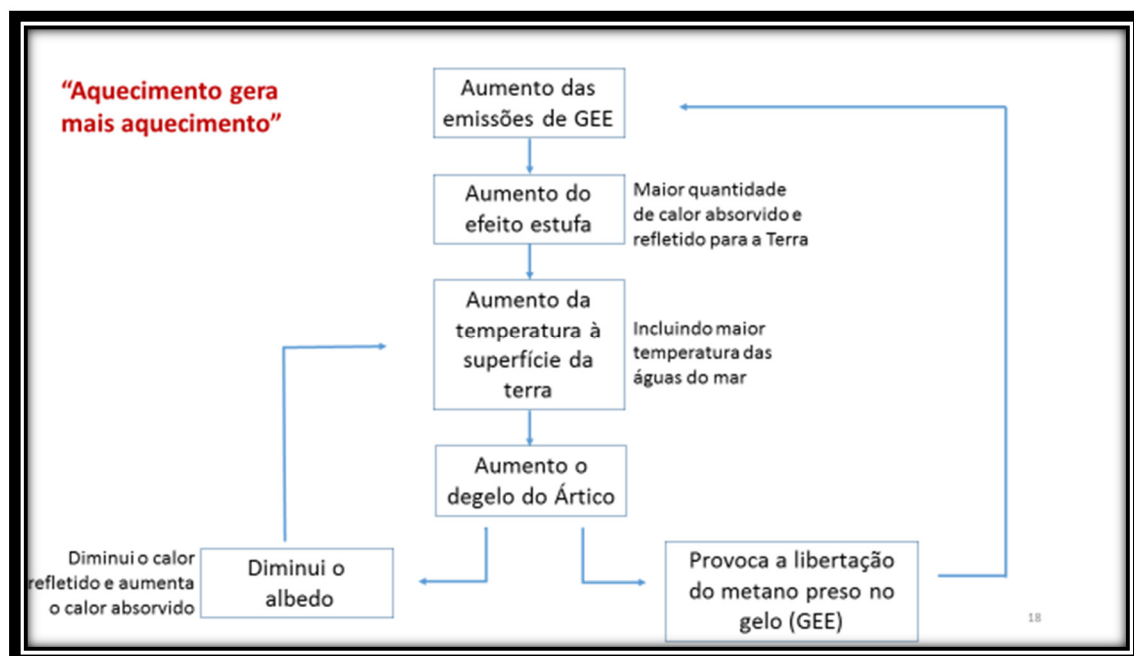 “Aquecimento gera
mais aquecimento”
Aumento das
emissões de GEE
Aumento do
efeito estufa
Maior quantidade
de calor absorvido e
refletido para a Terra
Aumento da
temperatura à
superfície da
terra
Incluindo maior
temperatura das
águas do mar
Aumento o
degelo do Ártico
Diminui o calor
refletido e aumenta
o calor absorvido
Diminui o
albedo
Provoca a libertação
do metano preso no
gelo (GEE)
18